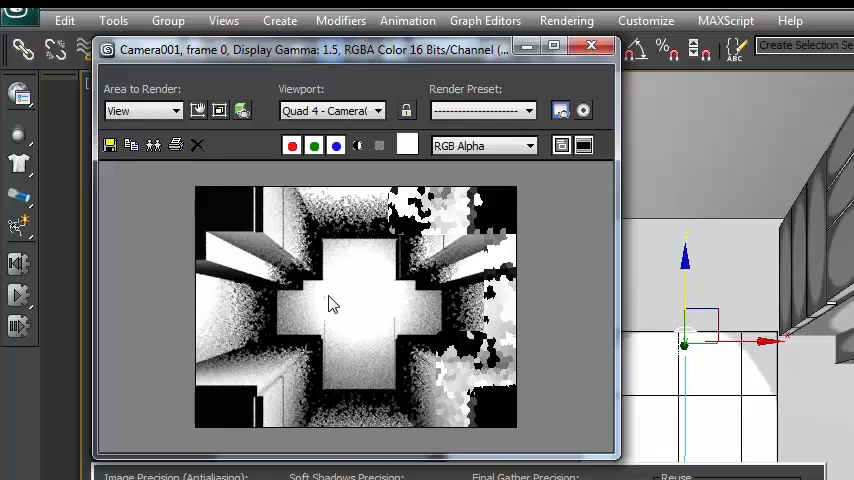 Edit Tools Group Views Create Modifiers Animation Graph Editors Rendering Customize MAXScript Help
Create Selection Se
ABC
Camera001, frame 0, Display Gamma: 1.5, RGBA Color 16 Bits/Channel (...
Area to Render: Viewport: Render Preset:
View Quad 4 - Camera( ----------------------
RGB Alpha
x
Image Precision (Antialiasing): Soft Shadows Precision: Final Gather Precision: Reuse